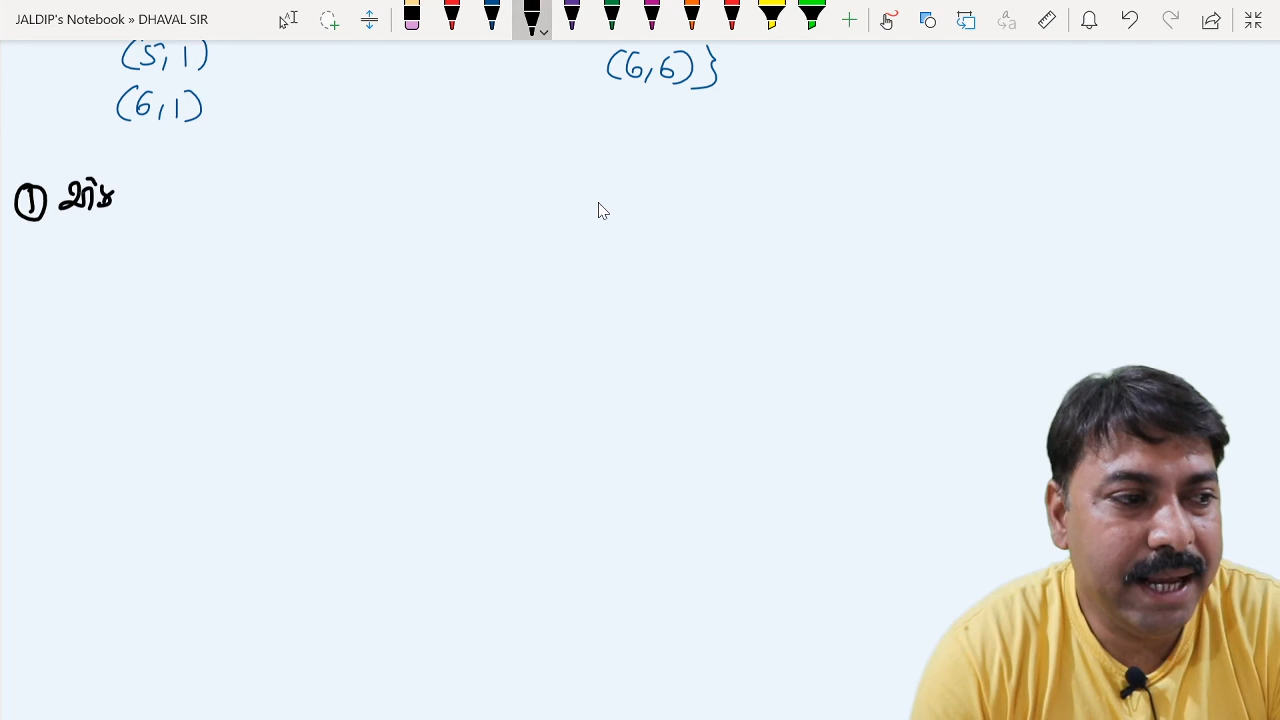 JALDIP's Notebook » DHAVAL SIR
(5,1)
(6,6)}
(6,1)
①